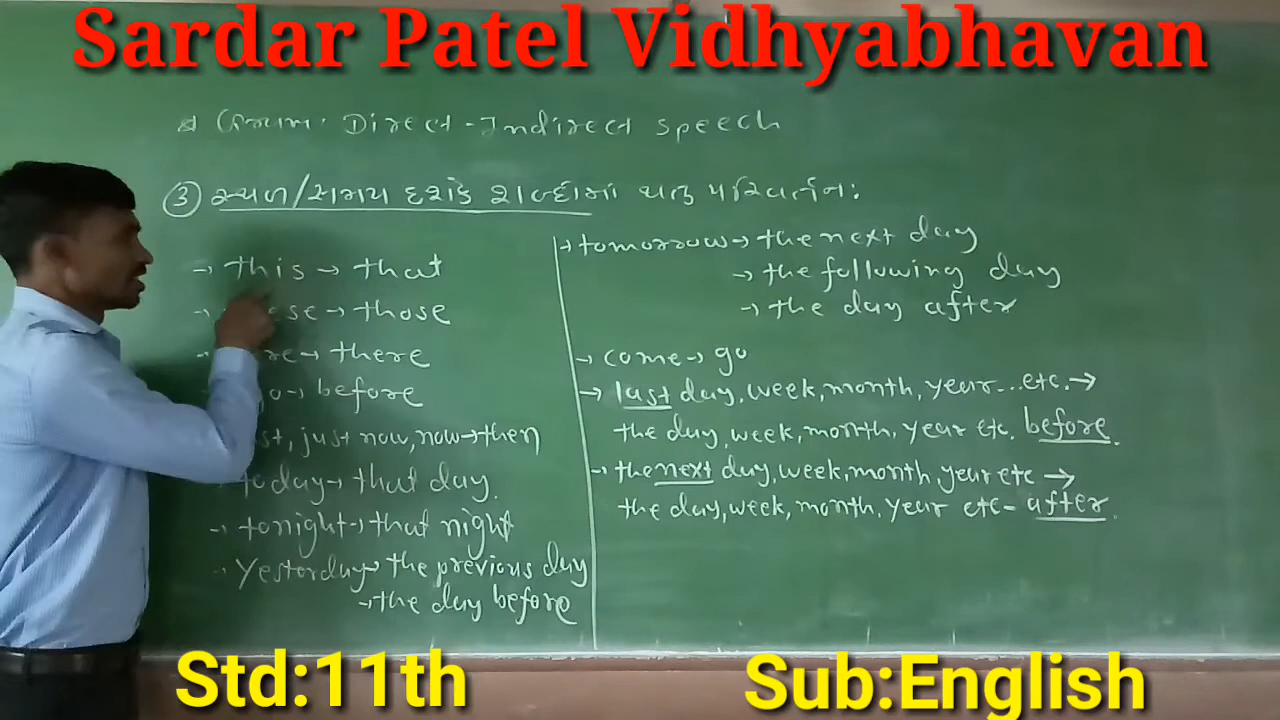 Sardar Patel Vidhyabhavan
Direct-Indirect speech
③ સ્થળ/સમય દર્શક શબ્દોમાં થતુ પરિવર્તન:
→ this → that
→ ese → those
→ re → there
go → before
st, just now, now → then
today → that day.
→ tonight → that night
→ Yesterday → the previous day
→ the day before
→ tomorrow → the next day
→ the following day
→ the day after
→ come → go
→ last day, week, month, year...etc. →
the day, week, month, year etc. before.
→ the next day, week, month, year etc →
the day, week, month, year etc - after.
Std:11th
Sub:English